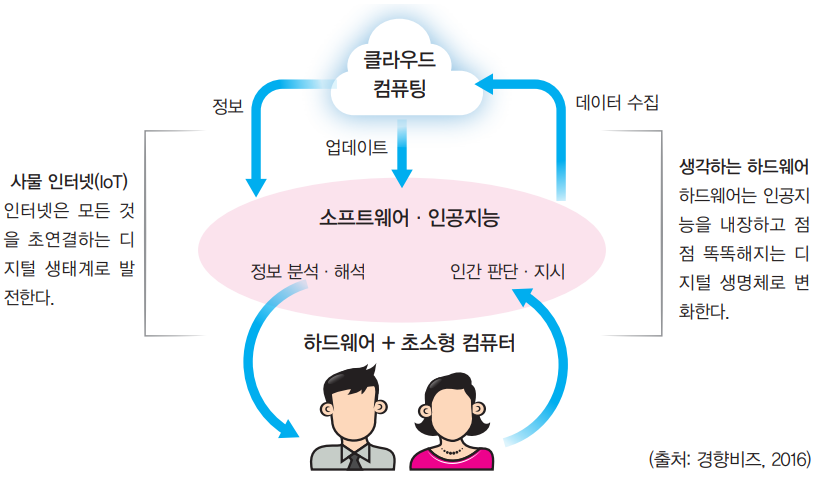 클라우드
컴퓨팅
정보
데이터 수집
업데이트
사물 인터넷(IoT)
인터넷은 모든 것
을 초연결하는 디
지털 생태계로 발
전한다.
생각하는 하드웨어
하드웨어는 인공지
능을 내장하고 점
점 똑똑해지는 디
지털 생명체로 변
화한다.
소프트웨어 · 인공지능
정보 분석 · 해석
인간 판단 · 지시
하드웨어 + 초소형 컴퓨터
(출처: 경향비즈, 2016)